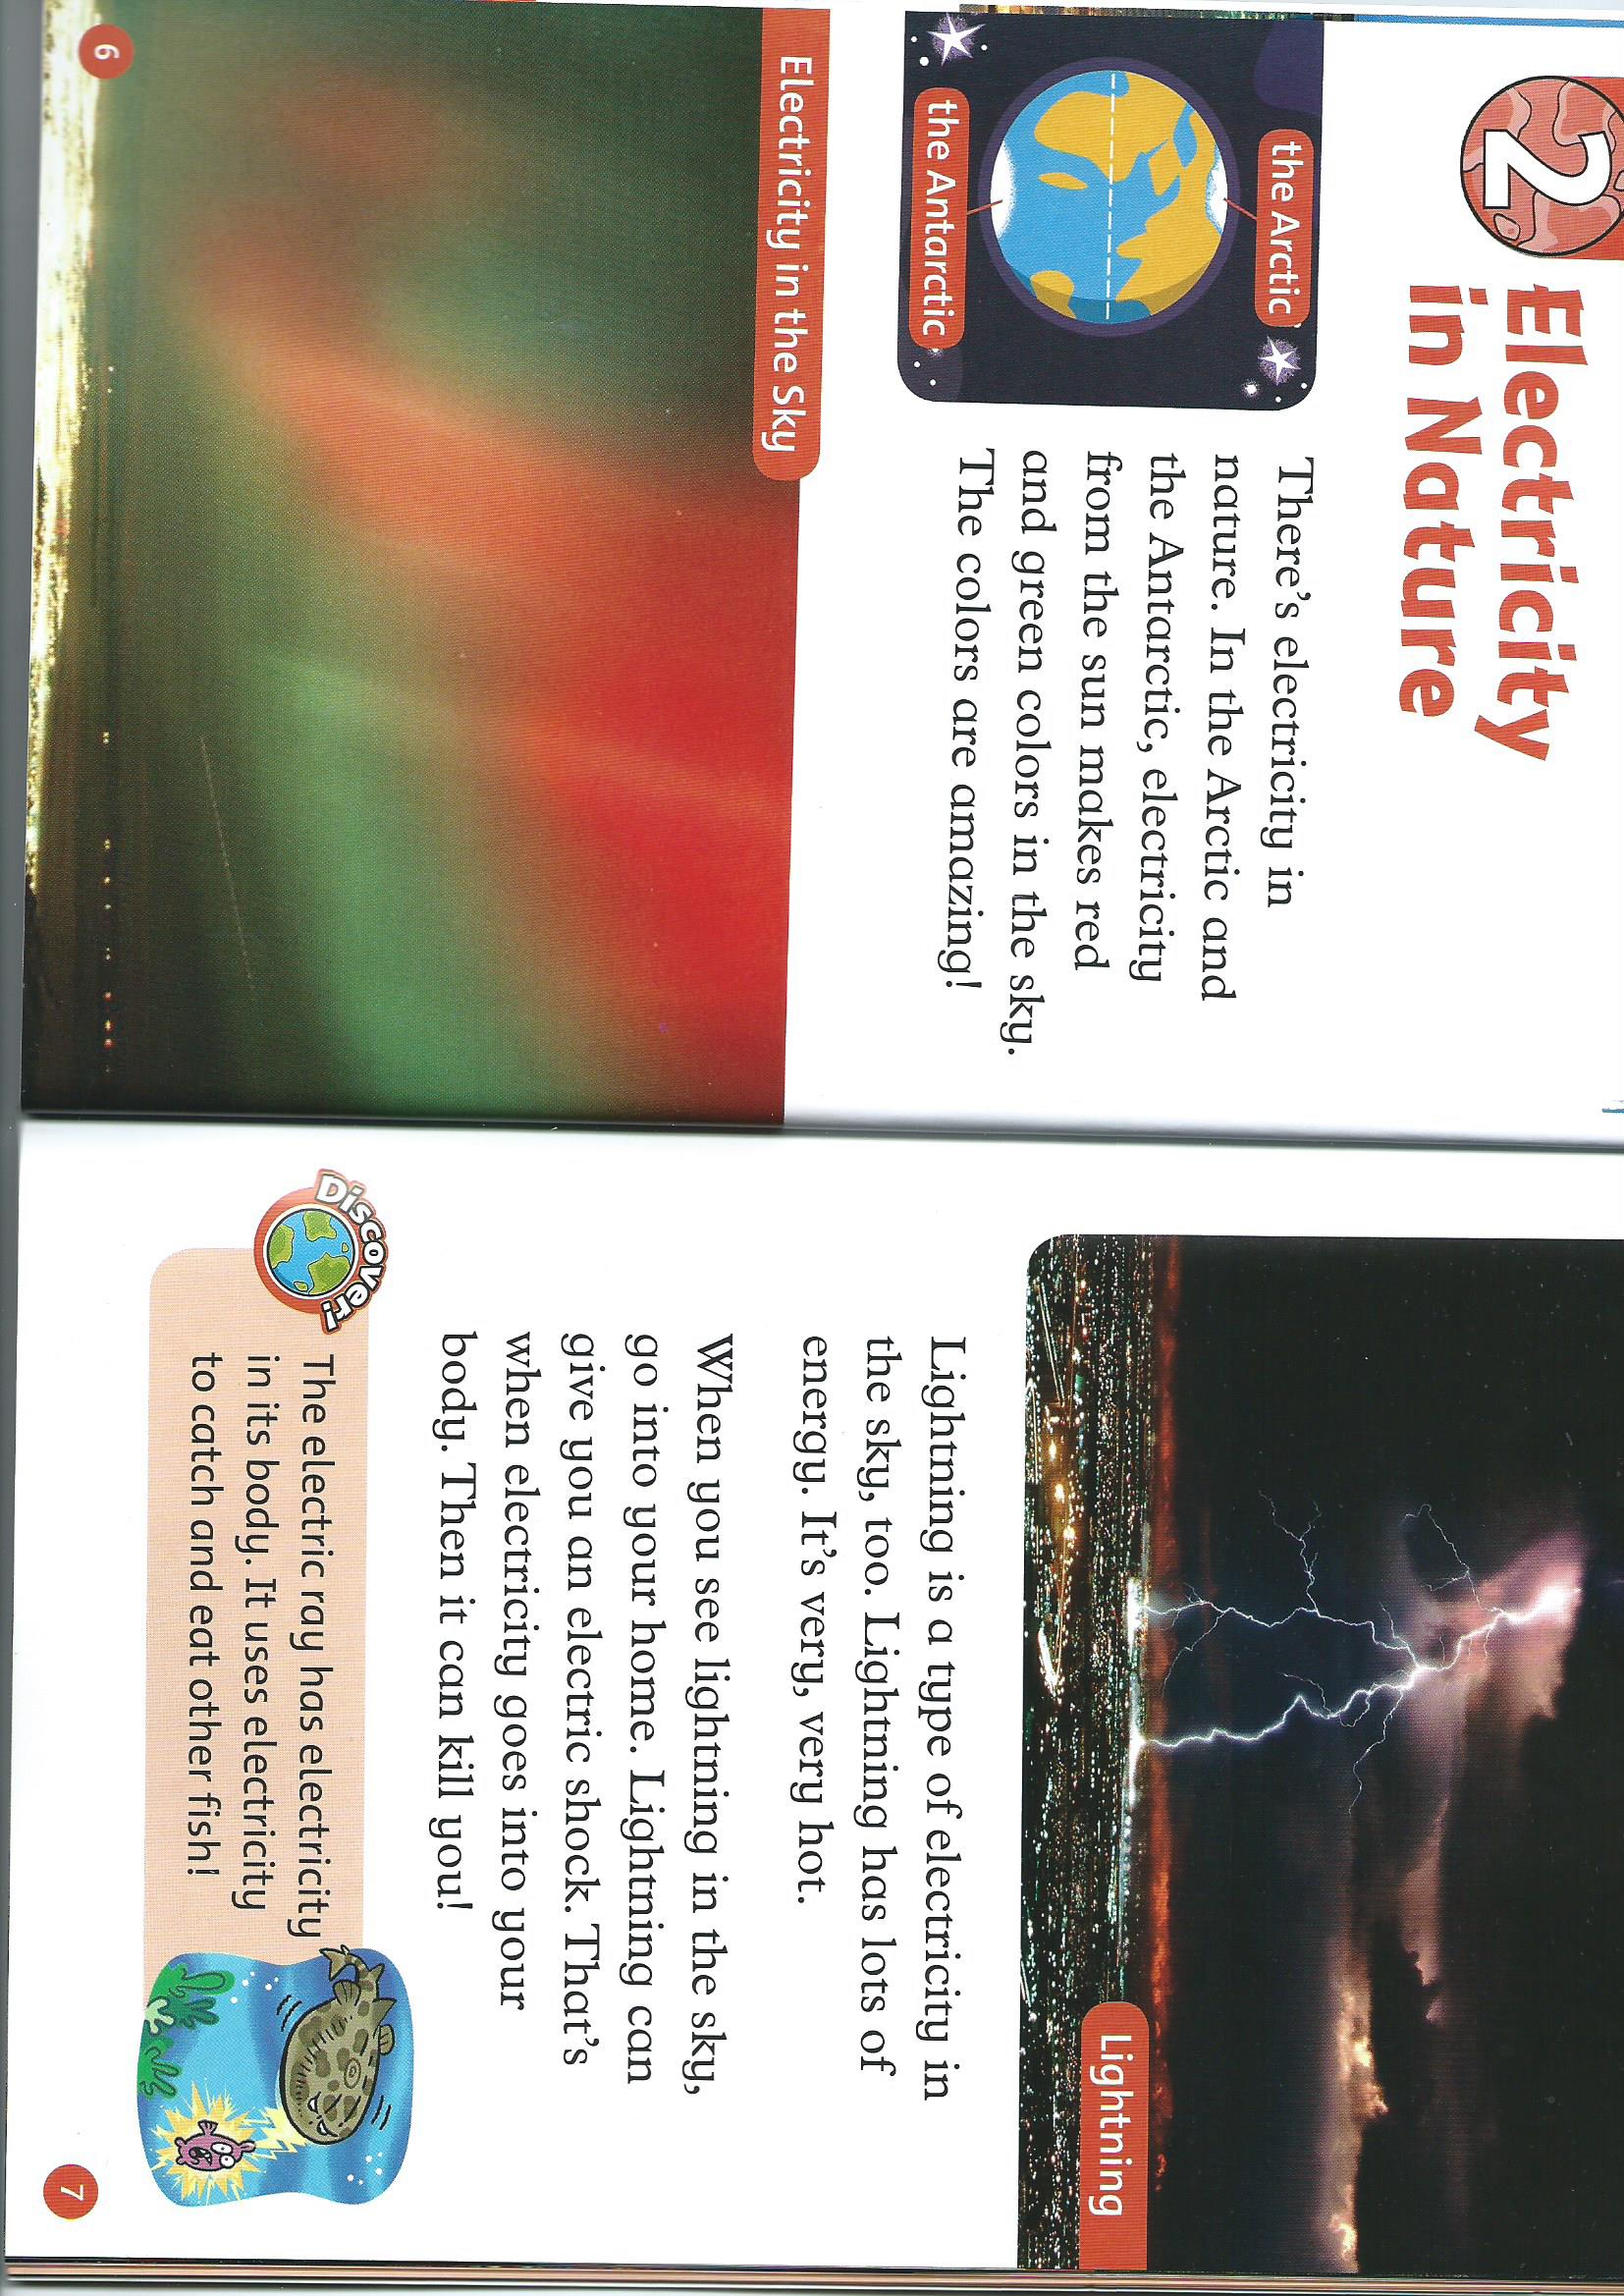 2
Electricity
in Nature
the Arctic
the Antarctic
There's electricity in
nature. In the Arctic and
the Antarctic, electricity
from the sun makes red
and green colors in the sky.
The colors are amazing!
Electricity in the Sky
6
Lightning
Lightning is a type of electricity in
the sky, too. Lightning has lots of
energy. It's very, very hot.
When you see lightning in the sky,
go into your home. Lightning can
give you an electric shock. That's
when electricity goes into your
body. Then it can kill you!
Discover!
The electric ray has electricity
in its body. It uses electricity
to catch and eat other fish!
7